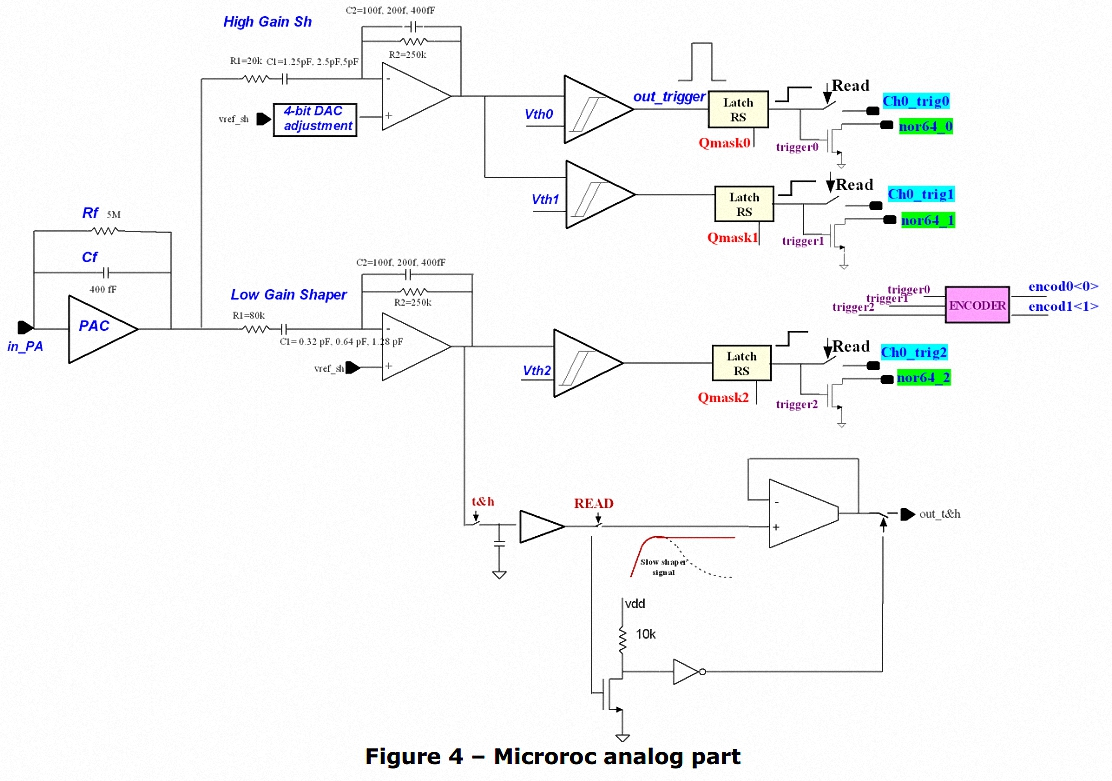 High Gain Sh
C2=100f, 200f, 400fF
R2=250k
R1=20k
C1=1.25pF, 2.5pF,5pF
-
+
vref_sh
4-bit DAC
adjustment
Vth0
out_trigger
Latch
RS
Qmask0
Read
trigger0
Ch0_trig0
nor64_0
Vth1
Latch
RS
Qmask1
Read
trigger1
Ch0_trig1
nor64_1
Rf 5M
Cf
400 fF
PAC
in_PA
Low Gain Shaper
C2=100f, 200f, 400fF
R2=250k
R1=80k
C1= 0.32 pF, 0.64 pF, 1.28 pF
-
+
vref_sh
Vth2
Latch
RS
Qmask2
Read
trigger2
Ch0_trig2
nor64_2
trigger0
trigger1
trigger2
ENCODER
encod0<0>
encod1<1>
t&h
READ
-
+
out_t&h
Slow shaper
signal
vdd
10k
Figure 4 – Microroc analog part